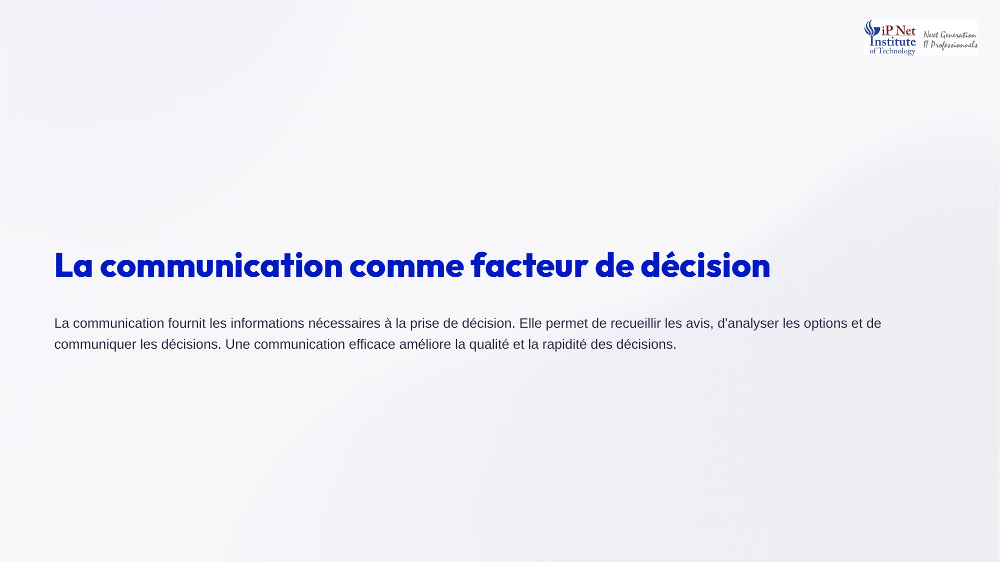 iP Net
Institute
of Technology
Next Generation
IT Professionnels
La communication comme facteur de décision
La communication fournit les informations nécessaires à la prise de décision. Elle permet de recueillir les avis, d'analyser les options et de
communiquer les décisions. Une communication efficace améliore la qualité et la rapidité des décisions.